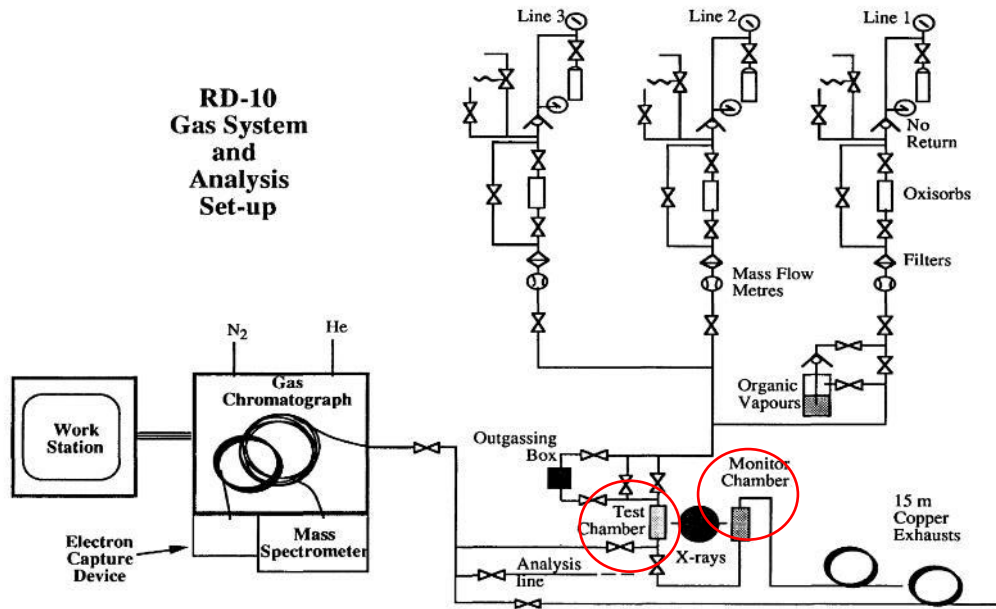 Line 3
Line 2
Line 1
RD-10
Gas System
and
Analysis
Set-up
No
Return
Oxisorbs
Filters
Mass Flow
Metres
N2
He
Gas
Chromatograph
Work
Station
Organic
Vapours
Outgassing
Box
Monitor
Chamber
Test
Chamber
X-rays
15 m
Copper
Exhausts
Electron
Capture
Device
Mass
Spectrometer
Analysis
line